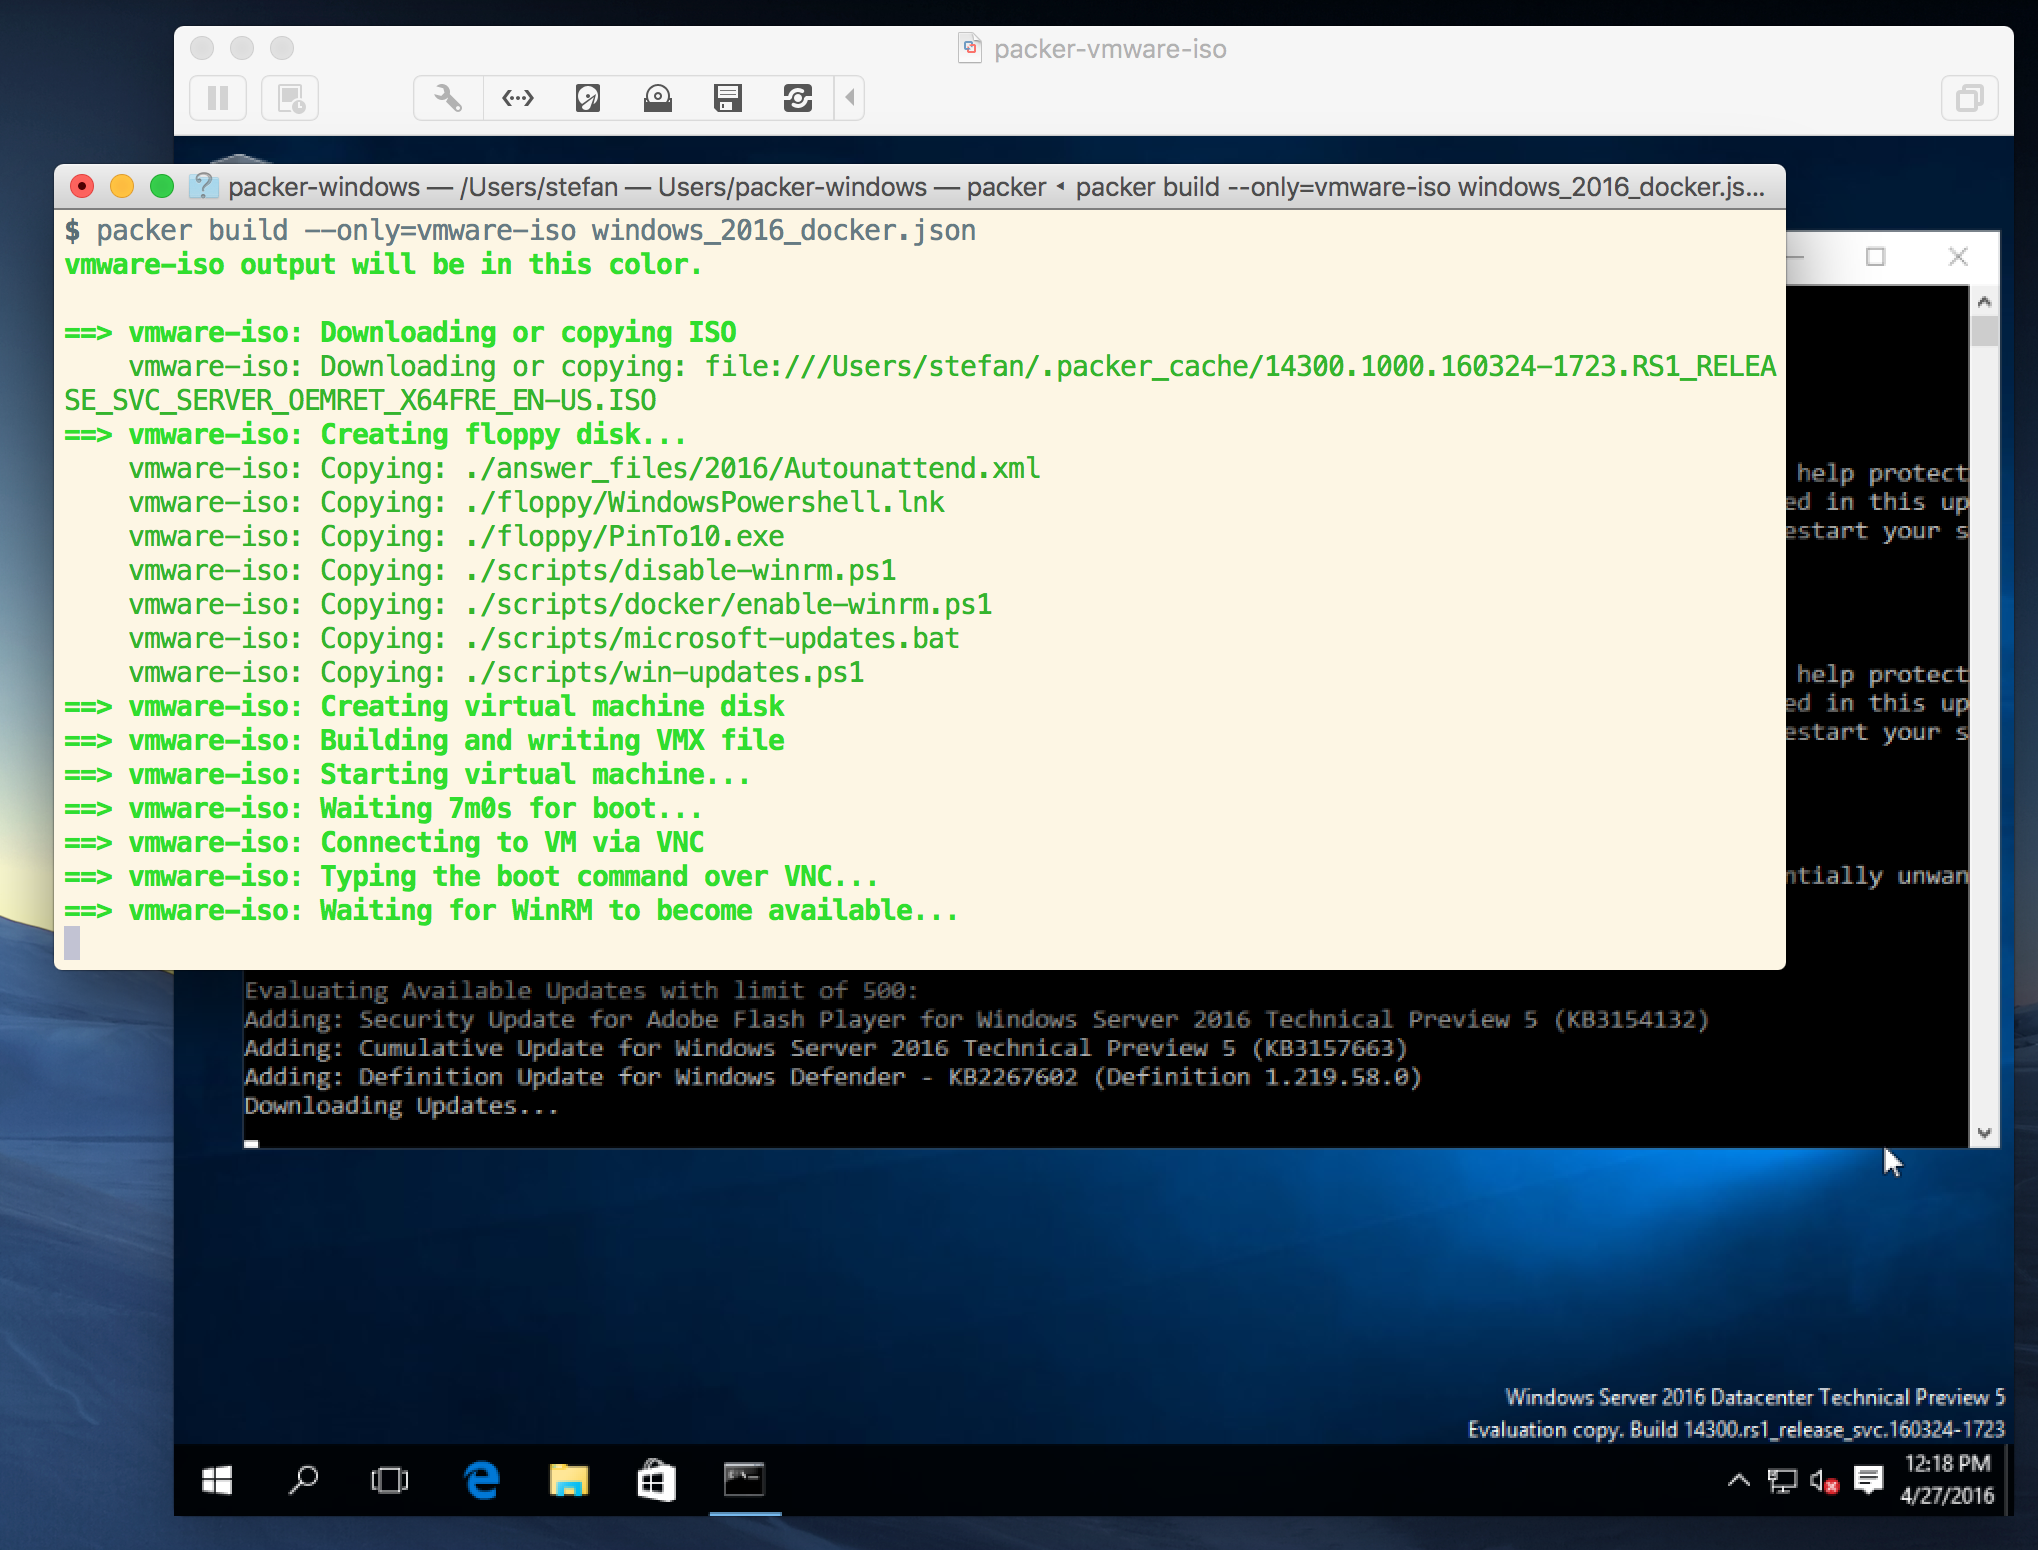 packer-vmware-iso
packer-windows — /Users/stefan — Users/packer-windows — packer ◂ packer build --only=vmware-iso windows_2016_docker.js...
$ packer build --only=vmware-iso windows_2016_docker.json
vmware-iso output will be in this color.
==> vmware-iso: Downloading or copying ISO
vmware-iso: Downloading or copying: file:///Users/stefan/.packer_cache/14300.1000.160324-1723.RS1_RELEA
SE_SVC_SERVER_OEMRET_X64FRE_EN-US.ISO
==> vmware-iso: Creating floppy disk...
vmware-iso: Copying: ./answer_files/2016/Autounattend.xml
vmware-iso: Copying: ./floppy/WindowsPowershell.lnk
vmware-iso: Copying: ./floppy/PinTo10.exe
vmware-iso: Copying: ./scripts/disable-winrm.ps1
vmware-iso: Copying: ./scripts/docker/enable-winrm.ps1
vmware-iso: Copying: ./scripts/microsoft-updates.bat
vmware-iso: Copying: ./scripts/win-updates.ps1
==> vmware-iso: Creating virtual machine disk
==> vmware-iso: Building and writing VMX file
==> vmware-iso: Starting virtual machine...
==> vmware-iso: Waiting 7m0s for boot...
==> vmware-iso: Connecting to VM via VNC
==> vmware-iso: Typing the boot command over VNC...
==> vmware-iso: Waiting for WinRM to become available...
help protect
ed in this up
estart your s
help protect
ed in this up
estart your s
ntially unwan
Evaluating Available Updates with limit of 500:
Adding: Security Update for Adobe Flash Player for Windows Server 2016 Technical Preview 5 (KB3154132)
Adding: Cumulative Update for Windows Server 2016 Technical Preview 5 (KB3157663)
Adding: Definition Update for Windows Defender - KB2267602 (Definition 1.219.58.0)
Downloading Updates...
Windows Server 2016 Datacenter Technical Preview 5
Evaluation copy. Build 14300.rs1_release_svc.160324-1723
12:18 PM
4/27/2016